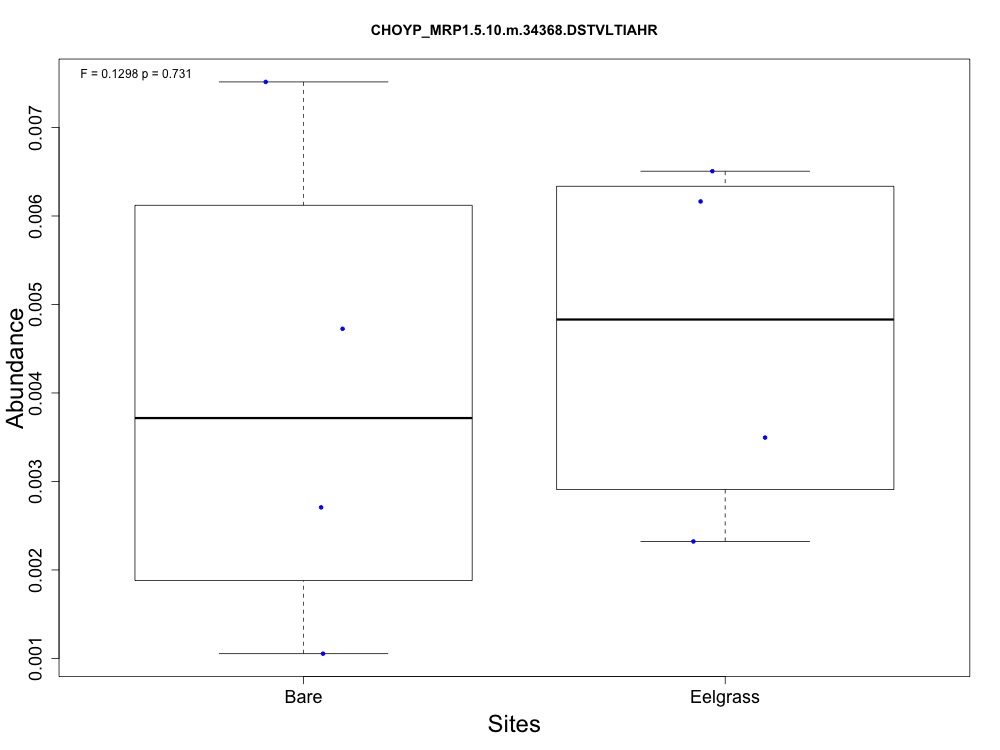 CHOYP_MRP1.5.10.m.34368.DSTVLTIAHR
F = 0.1298 p = 0.731
0.007
0.006
0.005
0.004
0.003
0.002
0.001
Abundance
Bare
Eelgrass
Sites